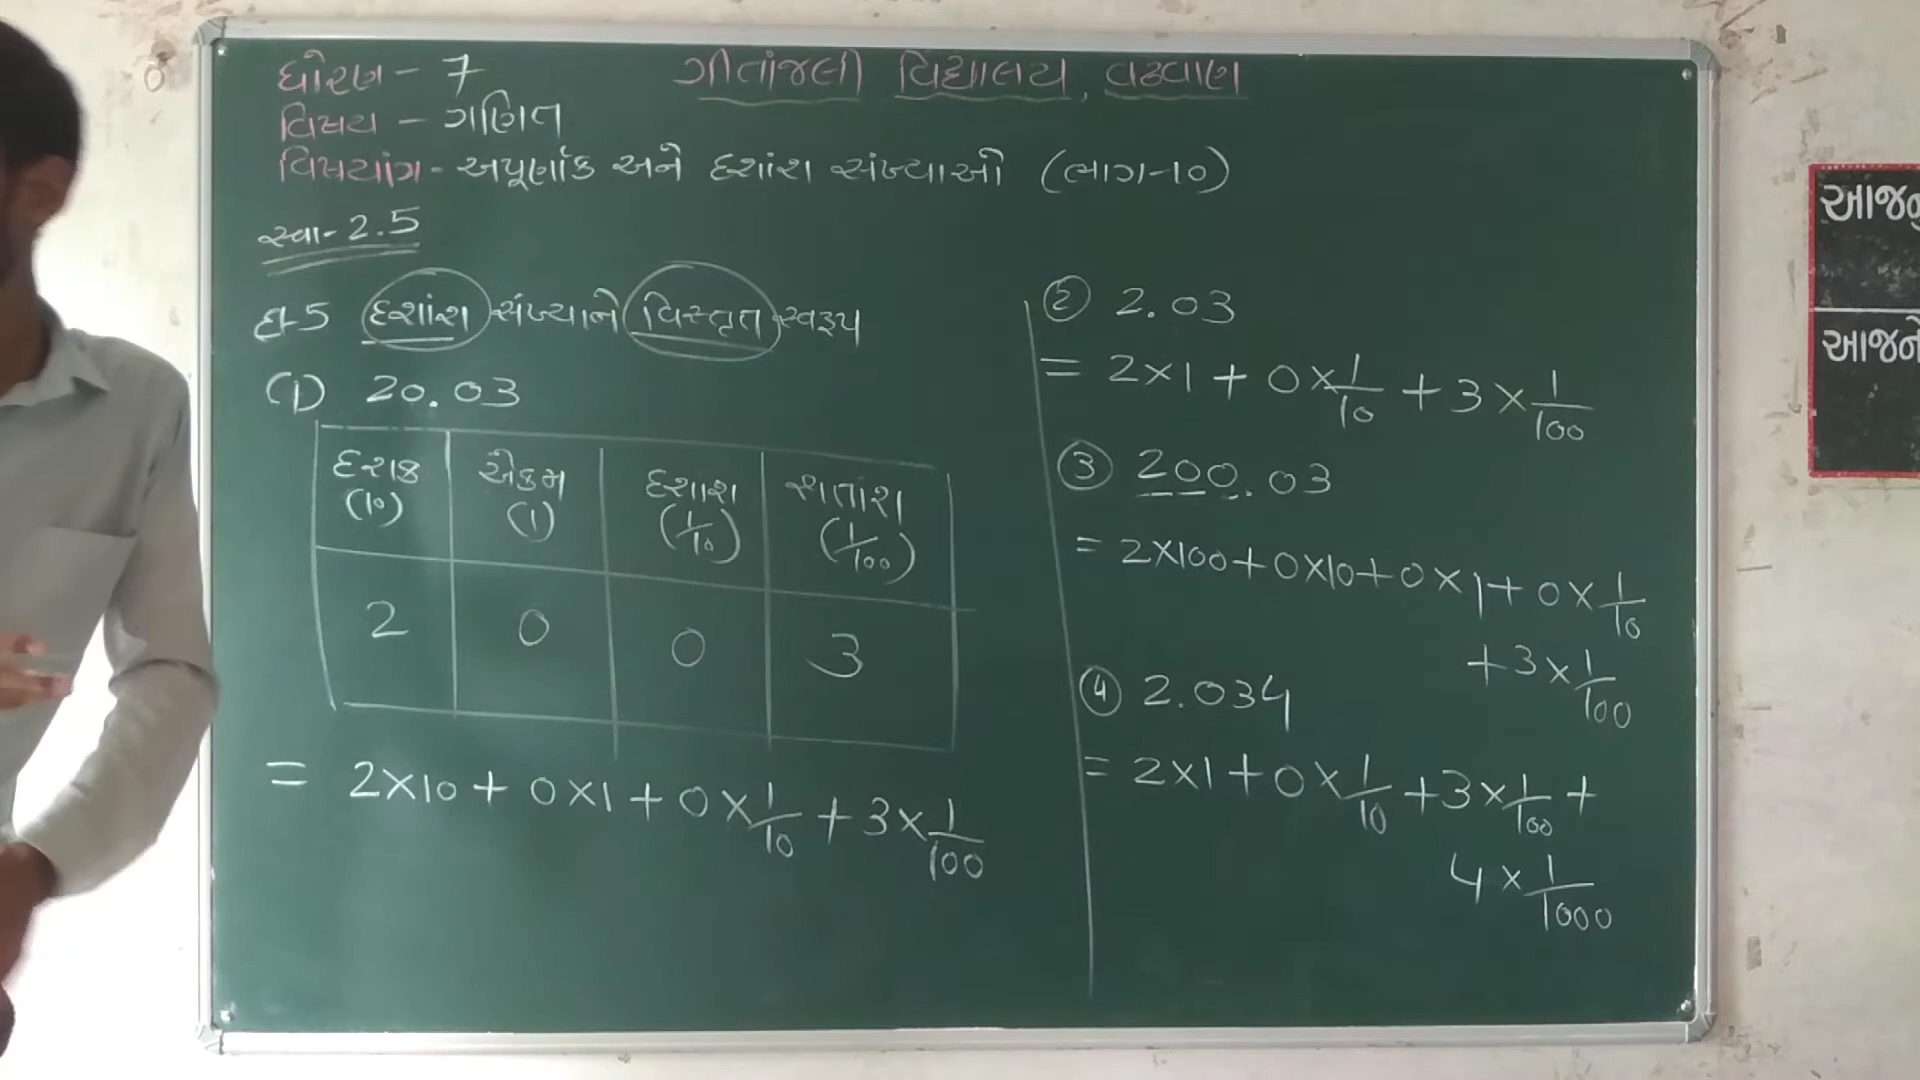 ધોરણ - 7
ગીતાંજલી વિદ્યાલય, વઢવાણ
વિષય - ગણિત
વિષયાંગ - અપૂર્ણાંક અને દશાંશ સંખ્યાઓ (ભાગ-૧૦)
સ્વા-2.5
દા-5 દશાંશ સંખ્યાને વિસ્તૃત સ્વરૂપ
(1) 20.03
દશક (10) એકમ (1) દશાંશ (1/10) શતાંશ (1/100)
2 0 0 3
= 2×10 + 0×1 + 0×1/10 + 3×1/100
② 2.03
= 2×1 + 0×1/10 + 3×1/100
③ 200.03
= 2×100+0×10+0×1+0×1/10
+3×1/100
④ 2.034
= 2×1+0×1/10+3×1/100+
4×1/1000
આજનુ
આજનો